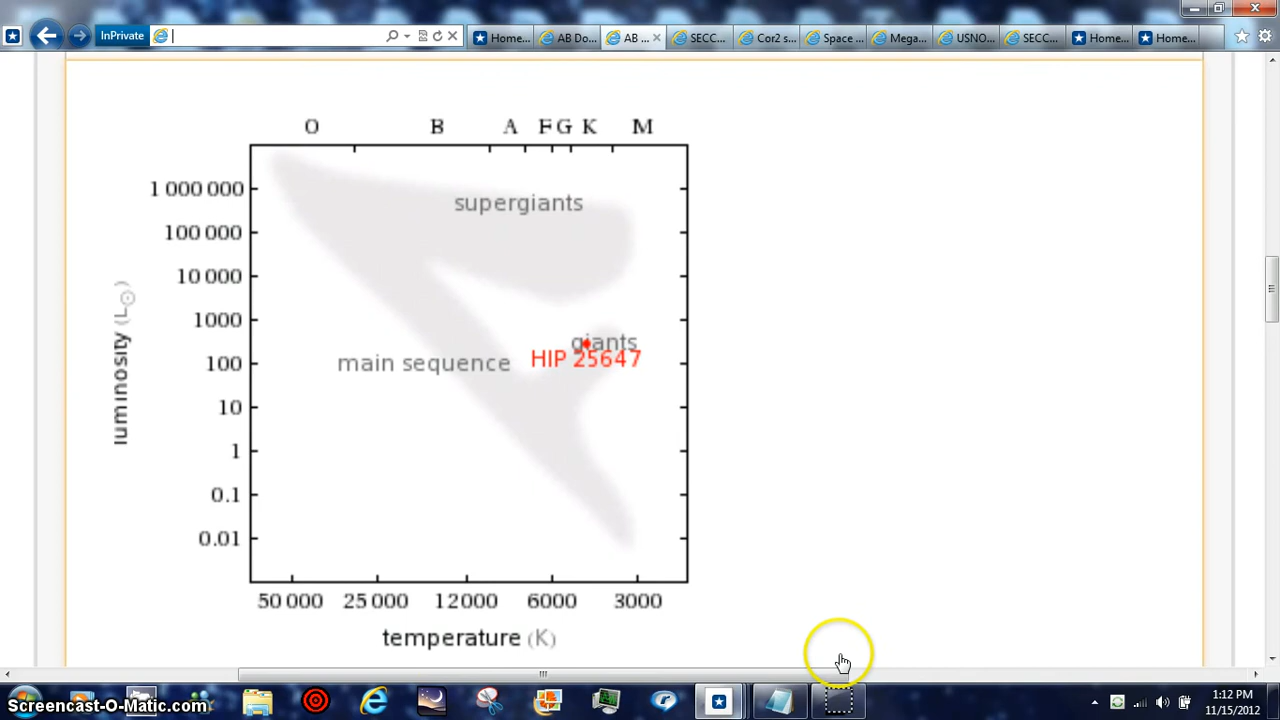 InPrivate
Home...
AB Do...
AB ...
SECC...
Cor2 s...
Space ...
Mega...
USNO...
SECC...
Home...
Home...
O B A F G K M
1 000 000
100 000
10 000
1000
100
10
1
0.1
0.01
luminosity (L☉)
supergiants
giants
HIP 25647
main sequence
50 000 25 000 12 000 6000 3000
temperature (K)
Screencast-O-Matic.com
1:12 PM
11/15/2012